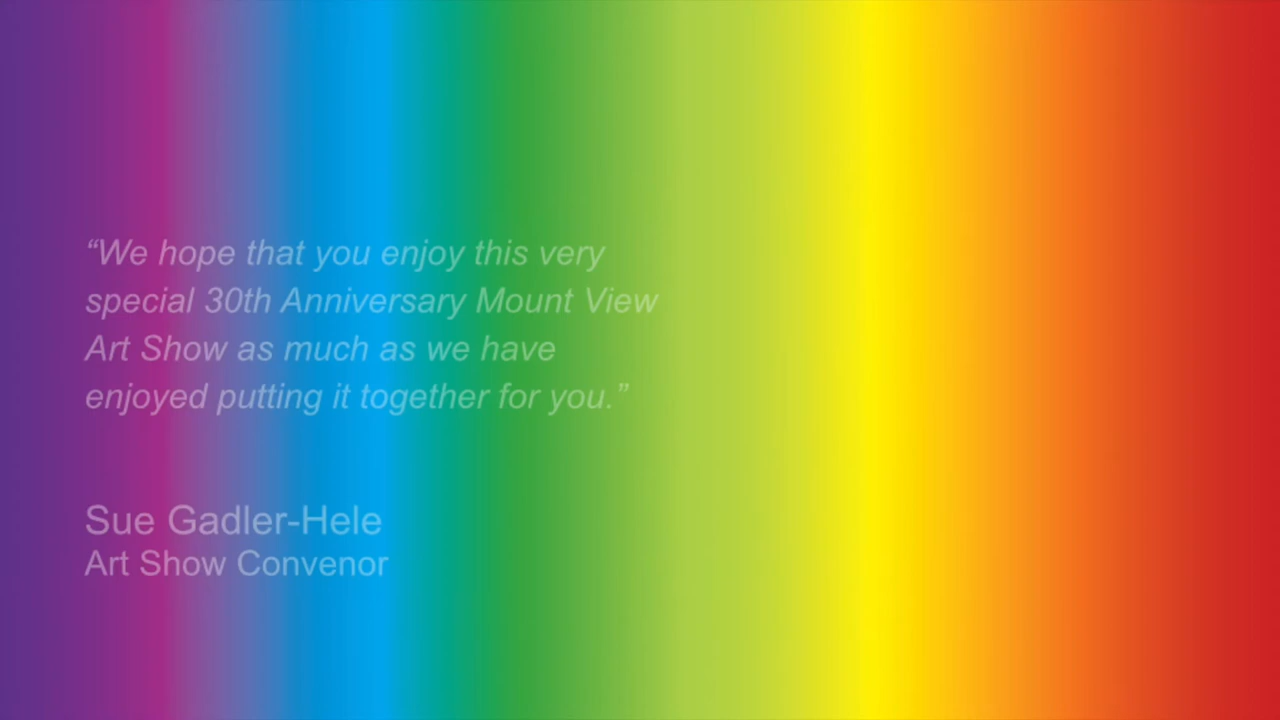 “We hope that you enjoy this very
special 30th Anniversary Mount View
Art Show as much as we have
enjoyed putting it together for you.”
Sue Gadler-Hele
Art Show Convenor